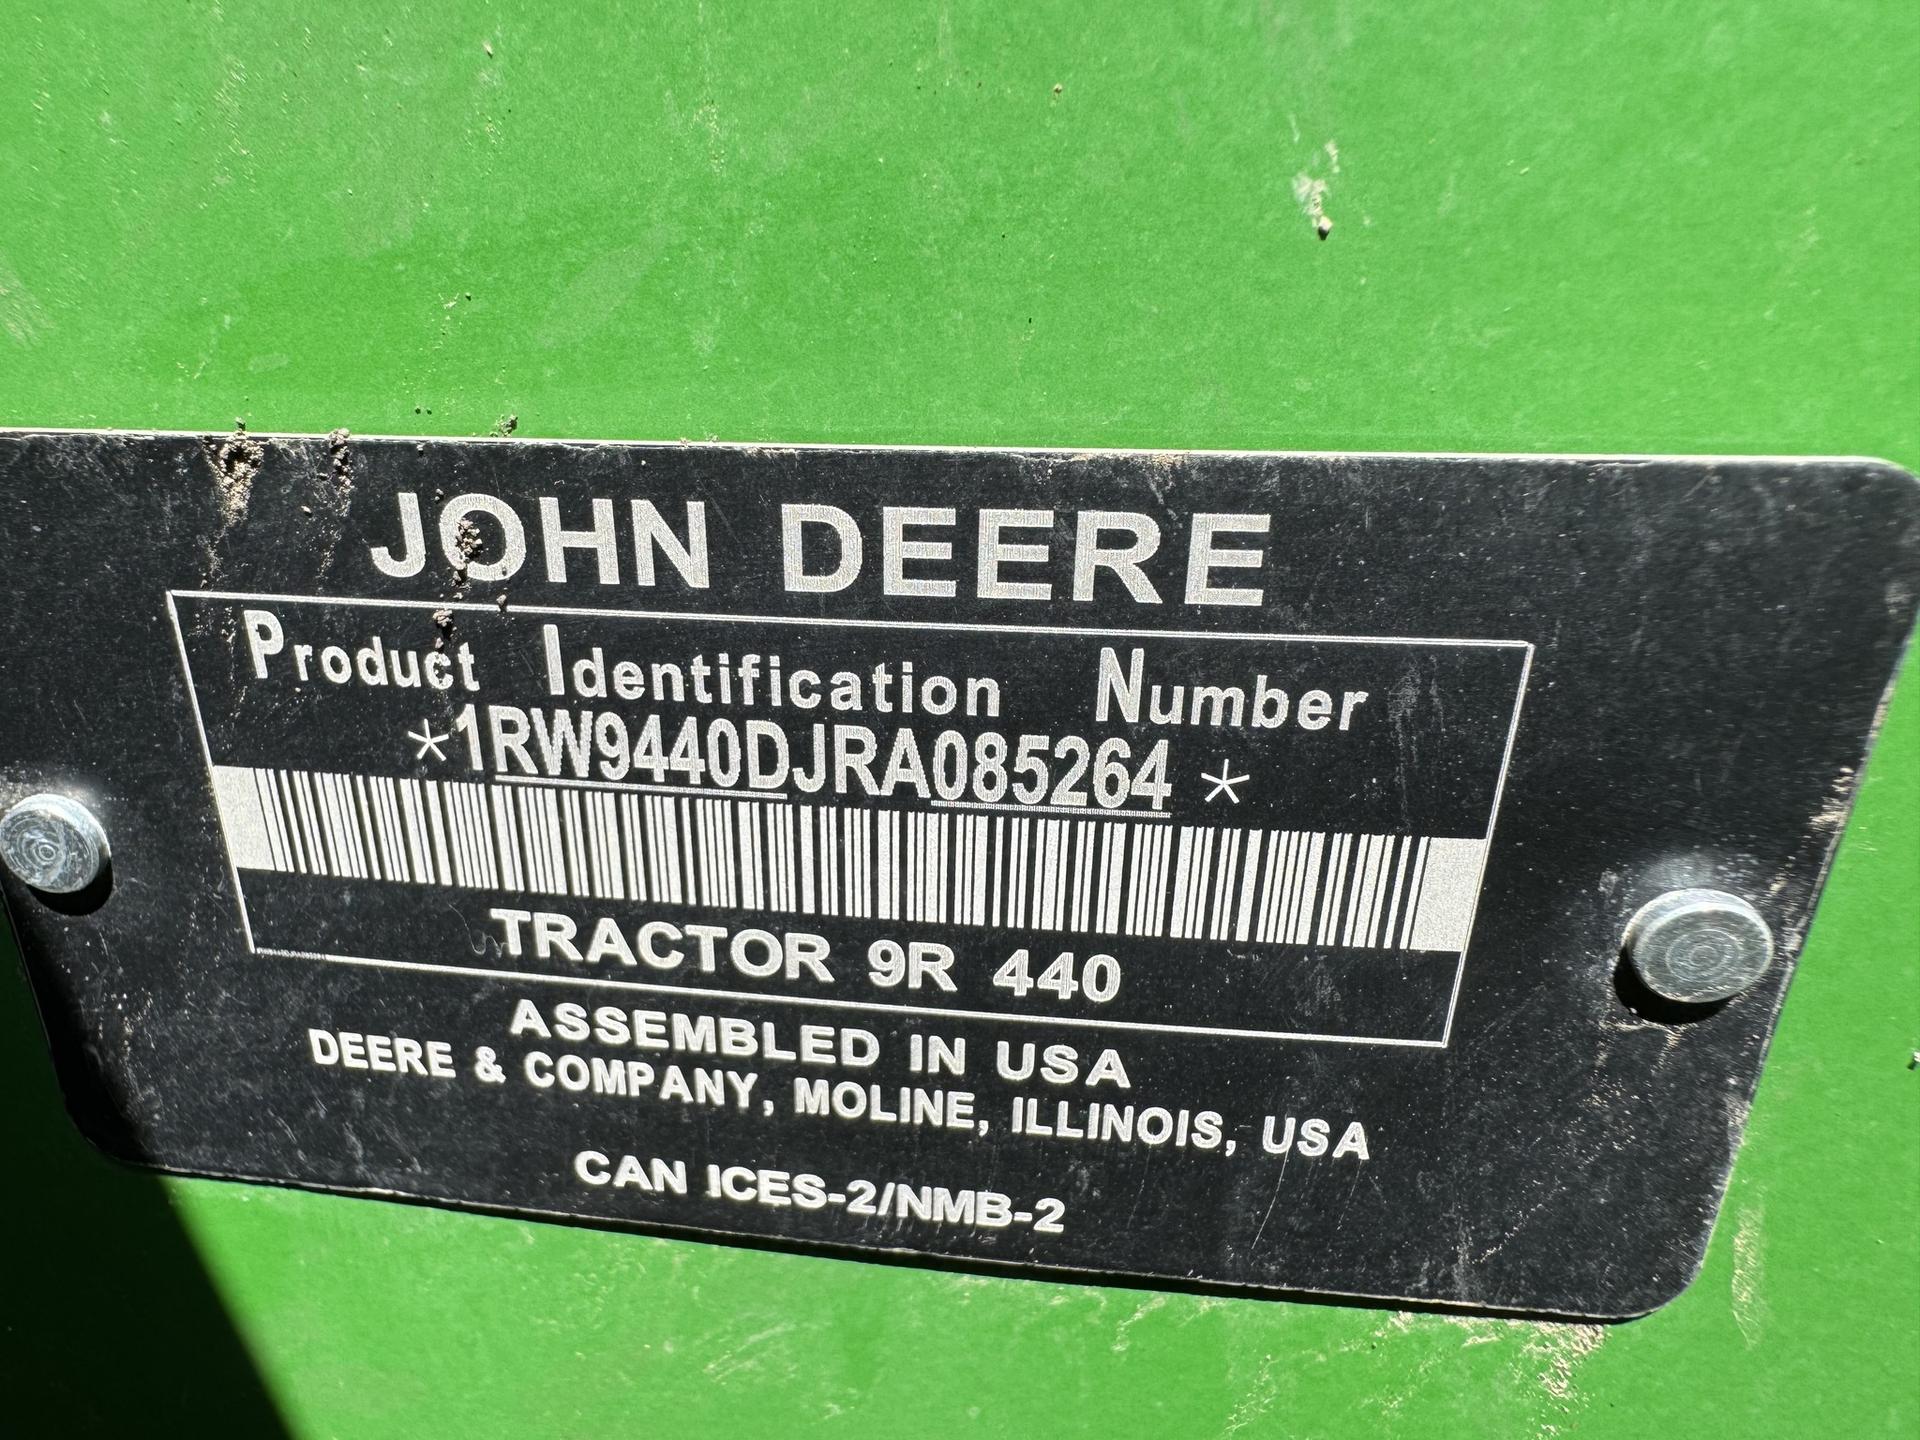 JOHN DEERE
Product Identification Number
*1RW9440DJRA085264*
TRACTOR 9R 440
ASSEMBLED IN USA
DEERE & COMPANY, MOLINE, ILLINOIS, USA
CAN ICES-2/NMB-2